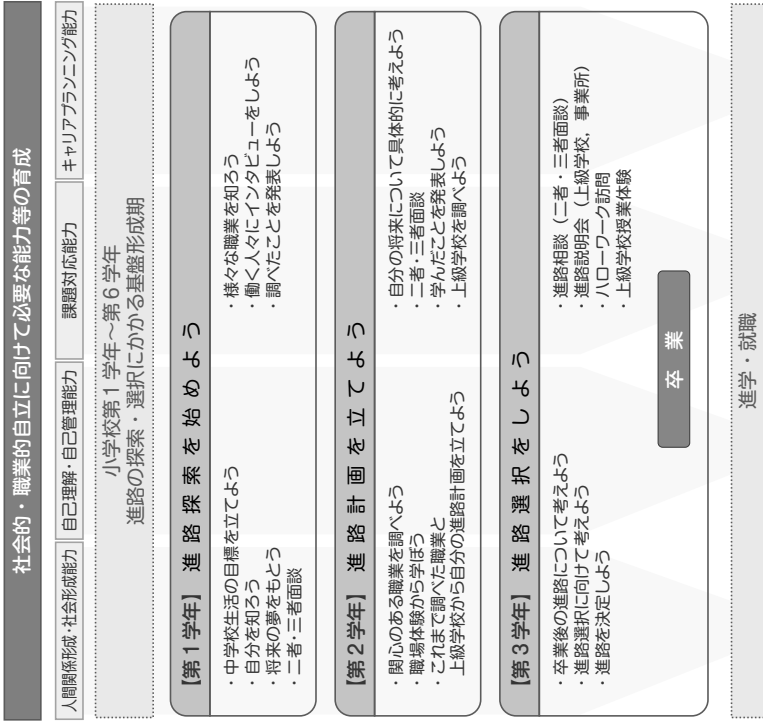 社会的・職業的自立に向けて必要な能力等の育成
人間関係形成・社会形成能力
自己理解・自己管理能力
課題対応能力
キャリアプランニング能力
小学校第1学年〜第6学年
進路の探索・選択にかかる基盤形成期
【第1学年】 進路探索を始めよう
・中学校生活の目標を立てよう
・自分を知ろう
・将来の夢をもとう
・二者・三者面談
・様々な職業を知ろう
・働く人々にインタビューをしよう
・調べたことを発表しよう
【第2学年】 進路計画を立てよう
・関心のある職業を調べよう
・職場体験から学ぼう
・これまで調べた職業と
上級学校から自分の進路計画を立てよう
・自分の将来について具体的に考えよう
・二者・三者面談
・学んだことを発表しよう
・上級学校を調べよう
【第3学年】 進路選択をしよう
・卒業後の進路について考えよう
・進路選択に向けて考えよう
・進路を決定しよう
・進路相談（二者・三者面談）
・進路説明会（上級学校，事業所）
・ハローワーク訪問
・上級学校授業体験
卒業
進学・就職